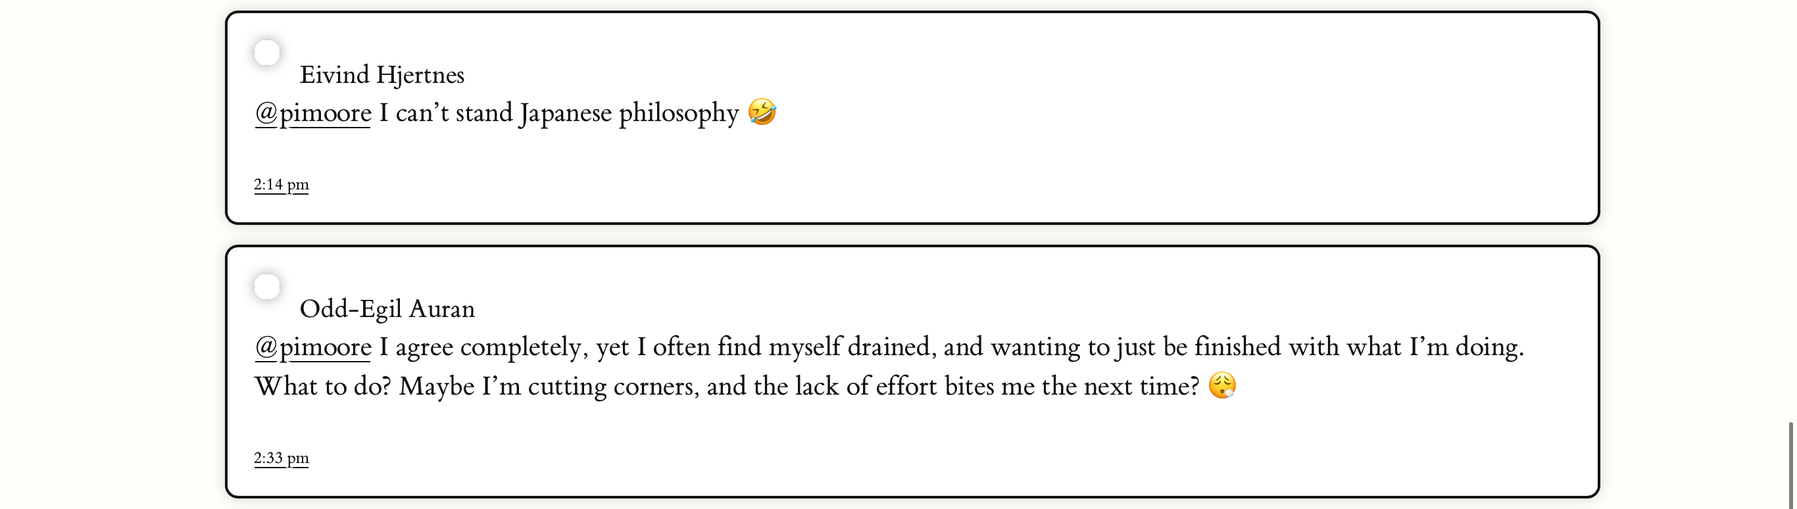 Eivind Hjertnes
@pimoore I can’t stand Japanese philosophy 🤣
2:14 pm
Odd-Egil Auran
@pimoore I agree completely, yet I often find myself drained, and wanting to just be finished with what I’m doing.
What to do? Maybe I’m cutting corners, and the lack of effort bites me the next time? 😮‍💨
2:33 pm